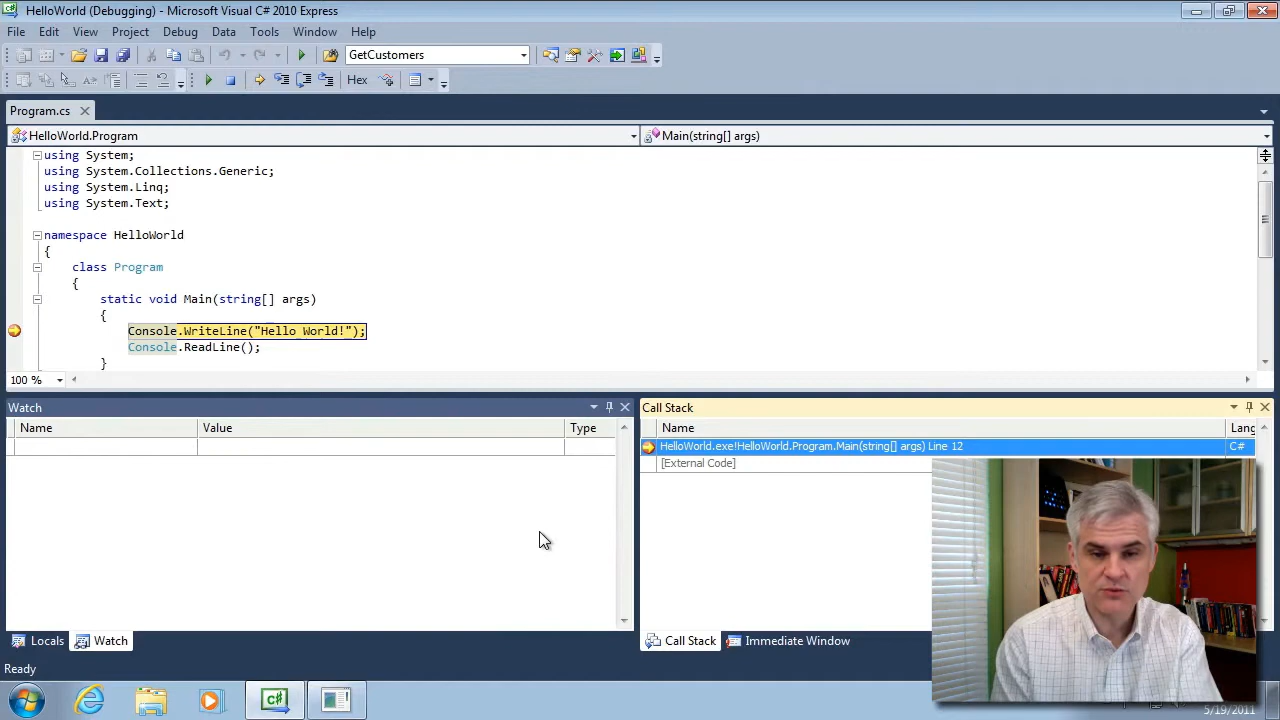 HelloWorld (Debugging) - Microsoft Visual C# 2010 Express
File Edit View Project Debug Data Tools Window Help
GetCustomers
Hex
Program.cs
HelloWorld.Program
Main(string[] args)
using System;
using System.Collections.Generic;
using System.Linq;
using System.Text;
namespace HelloWorld
{
class Program
{
static void Main(string[] args)
{
Console.WriteLine("Hello World!");
Console.ReadLine();
}
100 %
Watch
Name Value Type
Locals Watch
Call Stack
Name Lang
HelloWorld.exe!HelloWorld.Program.Main(string[] args) Line 12 C#
[External Code]
Call Stack Immediate Window
Ready
C#
5/19/2011